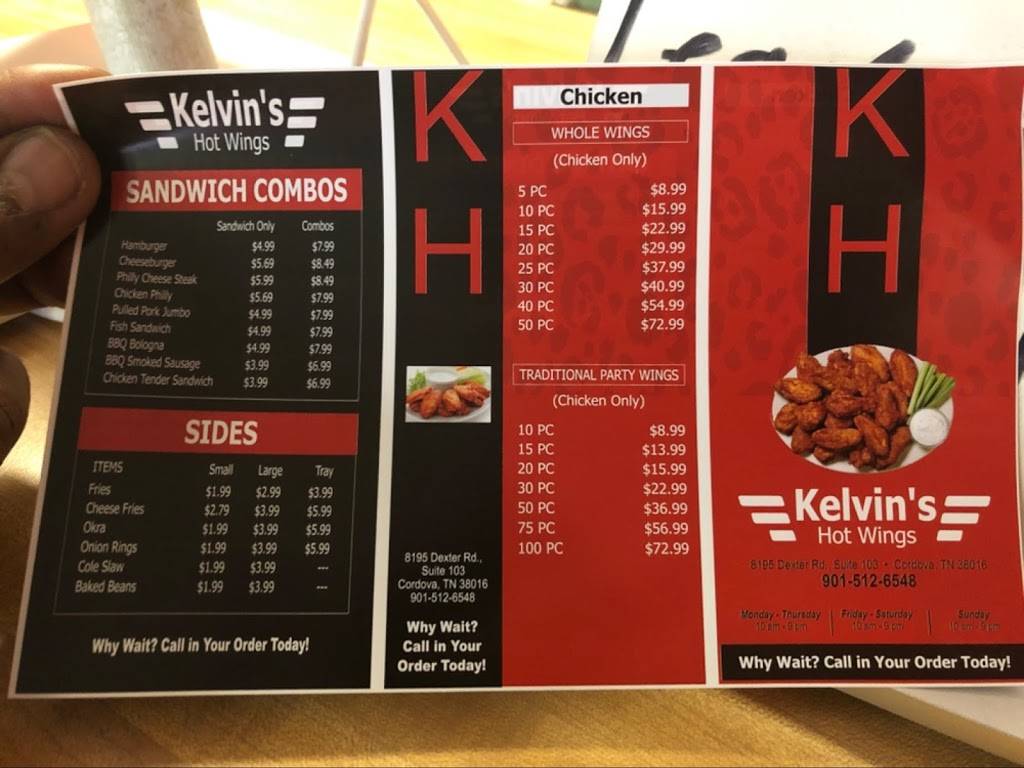 Kelvin's
Hot Wings
SANDWICH COMBOS
Sandwich Only Combos
Hamburger $4.99 $7.99
Cheeseburger $5.69 $8.49
Philly Cheese Steak $5.99 $8.49
Chicken Philly $5.69 $7.99
Pulled Pork Jumbo $4.99 $7.99
Fish Sandwich $4.99 $7.99
BBQ Bologna $4.99 $7.99
BBQ Smoked Sausage $3.99 $6.99
Chicken Tender Sandwich $3.99 $6.99
SIDES
ITEMS Small Large Tray
Fries $1.99 $2.99 $3.99
Cheese Fries $2.79 $3.99 $5.99
Okra $1.99 $3.99 $5.99
Onion Rings $1.99 $3.99 $5.99
Cole Slaw $1.99 $3.99 ---
Baked Beans $1.99 $3.99 ---
Why Wait? Call in Your Order Today!
K
H
8195 Dexter Rd.,
Suite 103
Cordova, TN 38016
901-512-6548
Why Wait?
Call in Your
Order Today!
Chicken
WHOLE WINGS
(Chicken Only)
5 PC $8.99
10 PC $15.99
15 PC $22.99
20 PC $29.99
25 PC $37.99
30 PC $40.99
40 PC $54.99
50 PC $72.99
TRADITIONAL PARTY WINGS
(Chicken Only)
10 PC $8.99
15 PC $13.99
20 PC $15.99
30 PC $22.99
50 PC $36.99
75 PC $56.99
100 PC $72.99
K
H
Kelvin's
Hot Wings
8195 Dexter Rd., Suite 103 • Cordova, TN 38016
901-512-6548
Monday - Thursday Friday - Saturday Sunday
10 am - 9 pm 10 am - 9 pm 10 am - 9 pm
Why Wait? Call in Your Order Today!